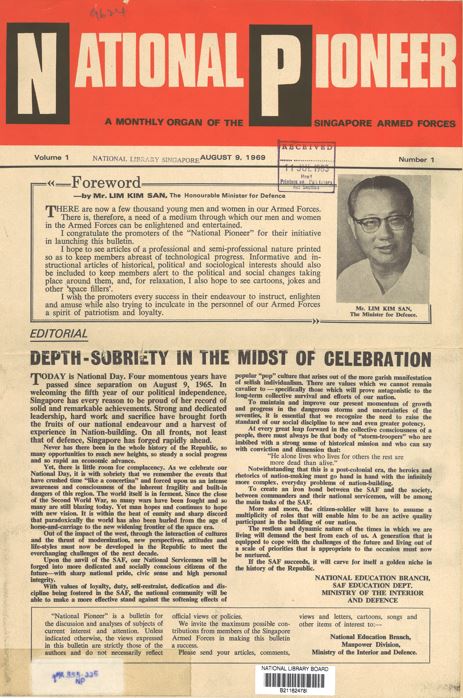 NATIONAL PIONEER
A MONTHLY ORGAN OF THE SINGAPORE ARMED FORCES
RECEIVED
Volume 1 NATIONAL LIBRARY SINGAPORE AUGUST 9, 1969 Number 1
Foreword
—by Mr. LIM KIM SAN, The Honourable Minister for Defence
THERE are now a few thousand young men and women in our Armed Forces.
There is, therefore, a need of a medium through which our men and women
in the Armed Forces can be enlightened and entertained.
I congratulate the promoters of the "National Pioneer" for their initiative
in launching this bulletin.
I hope to see articles of a professional and semi-professional nature printed
so as to keep members abreast of technological progress. Informative and in-
structional articles of historical, political and sociological interests should also
be included to keep members alert to the political and social changes taking
place around them, and, for relaxation, I also hope to see cartoons, jokes and
other 'space fillers'.
I wish the promoters every success in their endeavour to instruct, enlighten
and amuse while also trying to inculcate in the personnel of our Armed Forces
a spirit of patriotism and loyalty.
Mr. LIM KIM SAN,
The Minister for Defence.
EDITORIAL
DEPTH-SOBRIETY IN THE MIDST OF CELEBRATION
TODAY is National Day. Four momentous years have
passed since separation on August 9, 1965. In
welcoming the fifth year of our political independence,
Singapore has every reason to be proud of her record of
solid and remarkable achievements. Strong and dedicated
leadership, hard work and sacrifice have brought forth
the fruits of our national endeavour and a harvest of
experience in Nation-building. On all fronts, not least
that of defence, Singapore has forged rapidly ahead.
Never has there been in the whole history of the Republic, so
many opportunities to reach new heights, so steady a social progress
and so rapid an economic advance.
Yet, there is little room for complacency. As we celebrate our
National Day, it is with sobriety that we remember the events that
have crushed time "like a concertina" and forced upon us an intense
awareness and consciousness of the inherent fragility and built-in
dangers of this region. The world itself is in ferment. Since the close
of the Second World War, so many wars have been fought and so
many are still blazing today. Yet man hopes and continues to hope
with new vision. It is within the beat of enmity and sharp discord
that paradoxically the world has also been hurled from the age of
horse-and-carriage to the new widening frontier of the space era.
Out of the impact of the west, through the interaction of cultures
and the thrust of modernization, new perspectives, attitudes and
life-styles must now be developed in the Republic to meet the
everchanging challenges of the next decade.
Upon the anvil of the SAF, our National Servicemen will be
forged into more dedicated and socially conscious citizens of the
future—with sharp national pride, civic sense and high personal
integrity.
With values of loyalty, duty, self-restraint, dedication and dis-
cipline being fostered in the SAF, the national community will be
able to make a more effective stand against the softening effects of
popular "pop" culture that arises out of the more garish manifestation
of selfish individualism. There are values which we cannot remain
cavalier to — specifically those which will prove antagonistic to the
long-term collective survival and efforts of our nation.
To maintain and improve our present momentum of growth
and progress in the dangerous storms and uncertainties of the
twenties, it is essential that we recognize the need to raise the
standard of our social discipline to new and even greater potency.
At every great leap forward in the collective consciousness of a
people, there must always be that body of "storm-troopers" who are
imbibed with a strong sense of historical mission and who can say
with conviction and dimension that:
"He alone owns who lives for others the rest are
more dead than alive."
Notwithstanding that this is a post-colonial era, the heroics and
rhetorics of nation-making must go hand in hand with the infinitely
more complex, everyday problems of nation-building.
To create an iron bond between the SAF and the society,
between commanders and their national servicemen, will be among
the main tasks of the SAF.
More and more, the citizen-soldier will have to assume a
multiplicity of roles that will enable him to be an active quality
participant in the building of our nation.
The restless and dynamic nature of the times in which we are
living will demand the best from each of us. A generation that is
equipped to cope with the challenges of the future and living out of
a scale of priorities that is appropriate to the occasion must now
be nurtured.
If the SAF succeeds, it will carve for itself a golden niche in
the history of the Republic.
NATIONAL EDUCATION BRANCH,
SAF EDUCATION DEPT.
MINISTRY OF THE INTERIOR
AND DEFENCE
"National Pioneer" is a bulletin for
the discussion and analyses of subjects of
current interest and attention. Unless
indicated otherwise, the views expressed
in this bulletin are strictly those of the
authors and do not necessarily reflect
official views or policies.
We invite the maximum possible con-
tributions from members of the Singapore
Armed Forces in making this bulletin
a success.
Please send your articles, comments,
views and letters, cartoons, songs and
other items of interest to:—
National Education Branch,
Manpower Division,
Ministry of the Interior and Defence.
NATIONAL LIBRARY BOARD
B21162478I